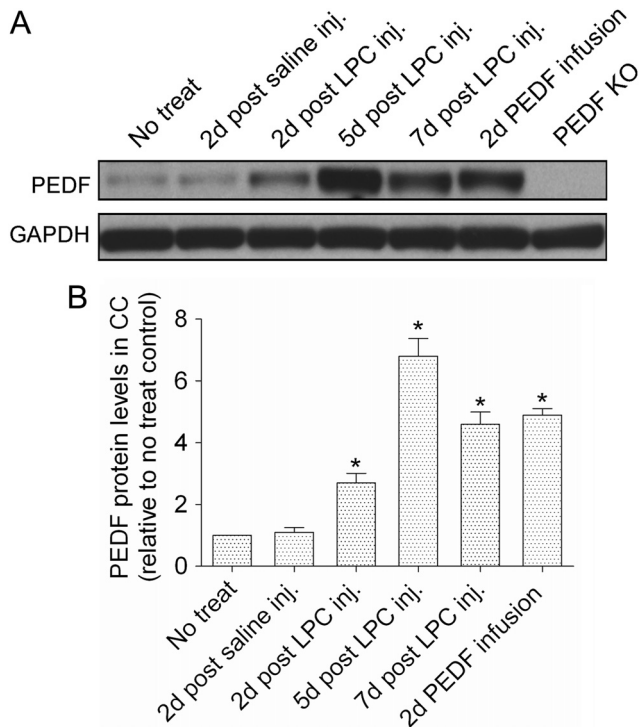 A
No treat
2d post saline inj.
2d post LPC inj.
5d post LPC inj.
7d post LPC inj.
2d PEDF infusion
PEDF KO
PEDF
GAPDH
B
PEDF protein levels in CC
(relative to no treat control)
8
6
4
2
0
*
*
*
*
No treat
2d post saline inj.
2d post LPC inj.
5d post LPC inj.
7d post LPC inj.
2d PEDF infusion